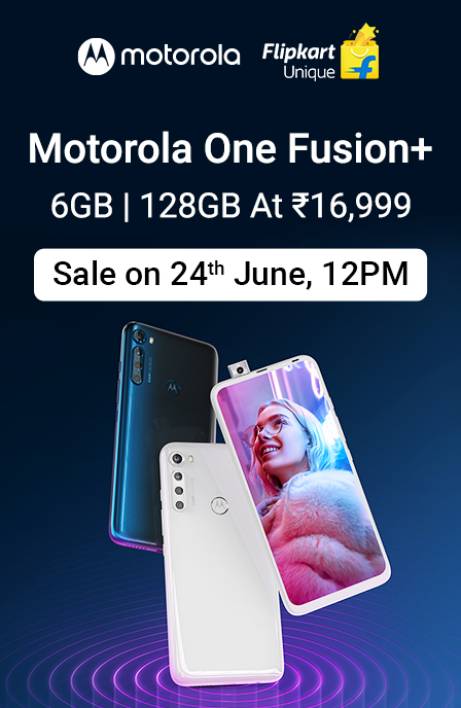 motorola Flipkart
Unique
Motorola One Fusion+
6GB | 128GB At ₹16,999
Sale on 24th June, 12PM